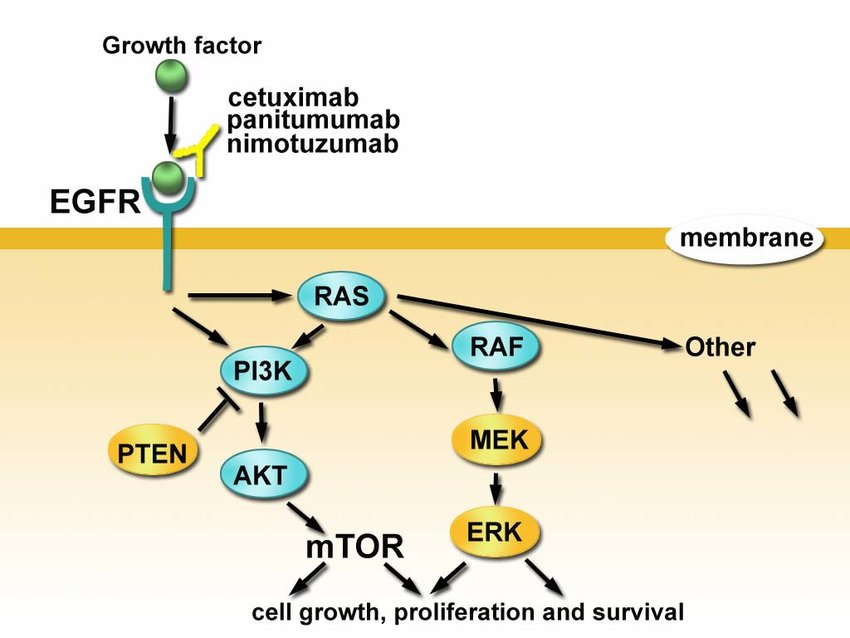 Growth factor
cetuximab
panitumumab
nimotuzumab
EGFR
membrane
RAS
RAF
Other
PI3K
PTEN
MEK
AKT
ERK
mTOR
cell growth, proliferation and survival